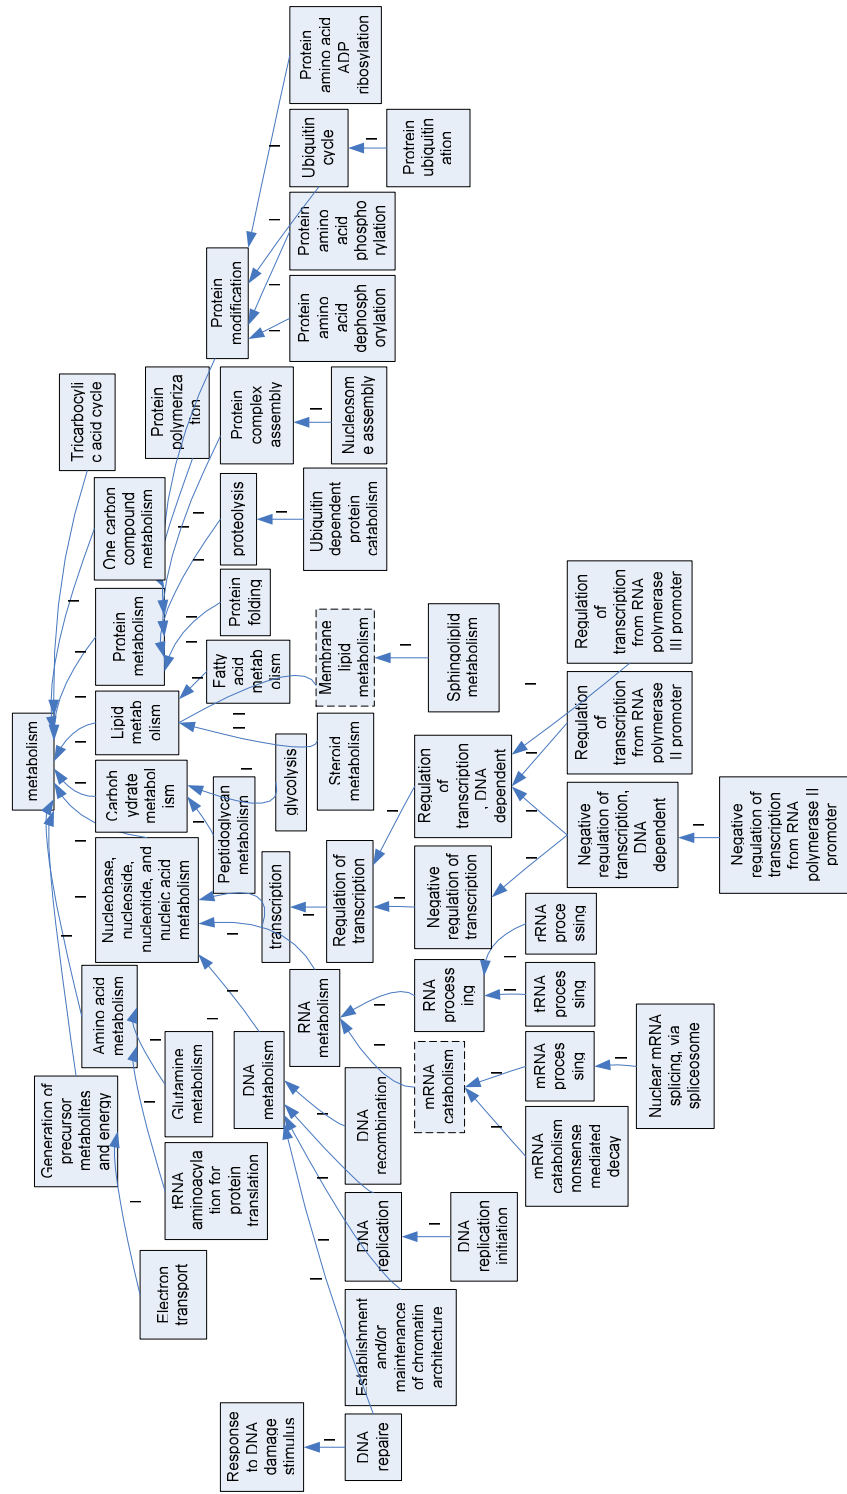 metabolism
Generation of
precursor
metabolites
and energy
Amino acid
metabolism
Nucleobase,
nucleoside,
nucleotide, and
nucleic acid
metabolism
Carboh
ydrate
metabol
ism
Lipid
metab
olism
Protein
metabolism
One carbon
compound
metabolism
Tricarbocyli
c acid cycle
Electron
transport
tRNA
aminoacyla
tion for
protein
translation
Glutamine
metabolism
Peptidoglycan
metabolism
glycolysis
Fatty
acid metab
olism
Steroid
metabolism
Membrane
lipid
metabolism
Sphingoliplid
metabolism
Protein
folding
proteolysis
Ubiquitin
dependent
protein
catabolism
Protein
complex
assembly
Nucleosom
e assembly
Protein
polymeriza
tion
Protein
modification
Protein
amino
acid
dephosph
orylation
Protein
amino
acid
phospho
rylation
Ubiquitin
cycle
Protrein
ubiquitin
ation
Protein
amino acid
ADP
ribosylation
DNA
metabolism
RNA
metabolism
transcription
Response
to DNA
damage
stimulus
DNA
repaire
Establishment
and/or
maintenance
of chromatin
architecture
DNA
replication
DNA
replication
initiation
DNA
recombination
mRNA
catabolism
RNA
process
ing
mRNA
catabolism
nonsense
mediated
decay
mRNA
proces
sing
Nuclear mRNA
splicing, via
spliceosome
tRNA
proces
sing
rRNA
proce
ssing
Regulation of
transcription
Negative
regulation of
transcription
Regulation
of
transcription
, DNA
dependent
Negative
regulation of
transcription,
DNA
dependent
Negative
regulation of
transcription
from RNA
polymerase II
promoter
Regulation
of
transcription
from RNA
polymerase
II promoter
Regulation
of
transcription
from RNA
polymerase
III promoter